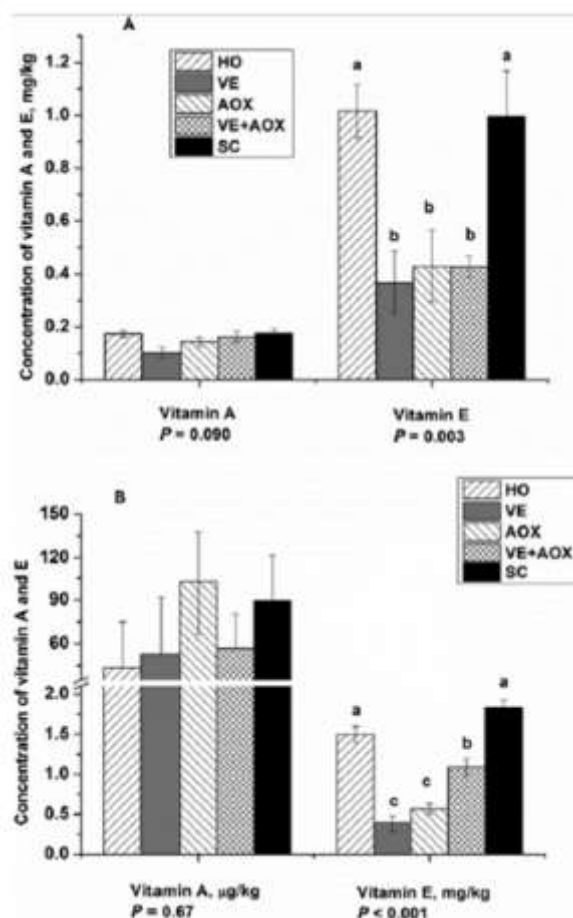 A
HO
VE
AOX
VE+AOX
SC
Concentration of vitamin A and E, mg/kg
1.2
1.0
0.8
0.6
0.4
0.2
0.0
a
b
b
b
a
Vitamin A
P = 0.090
Vitamin E
P = 0.003
B
HO
VE
AOX
VE+AOX
SC
Concentration of vitamin A and E
150
120
90
60
2.0
1.5
1.0
0.5
0.0
a
c
c
b
a
Vitamin A, µg/kg
P = 0.67
Vitamin E, mg/kg
P < 0.001